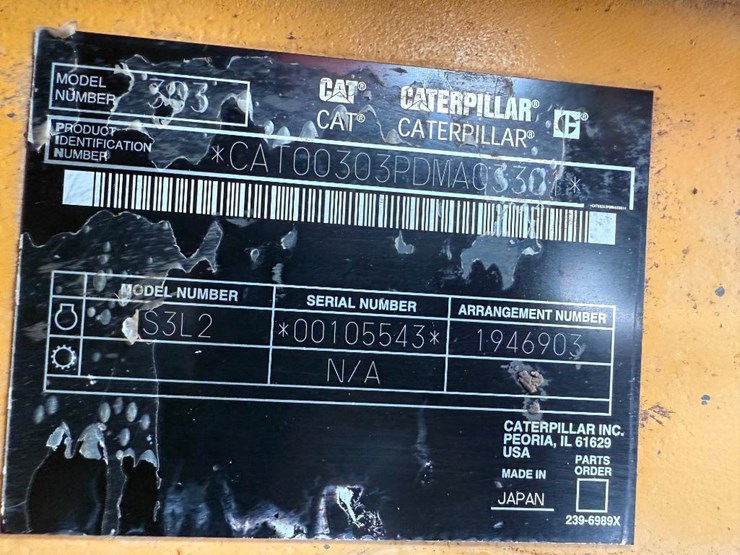 MODEL NUMBER 303
CAT® CATERPILLAR®
CAT® CATERPILLAR®
PRODUCT IDENTIFICATION NUMBER
MODEL NUMBER SERIAL NUMBER ARRANGEMENT NUMBER
S3L2 *00105543* 1946903
N/A
CATERPILLAR INC.
PEORIA, IL 61629
USA
MADE IN JAPAN
PARTS ORDER
239-6989X